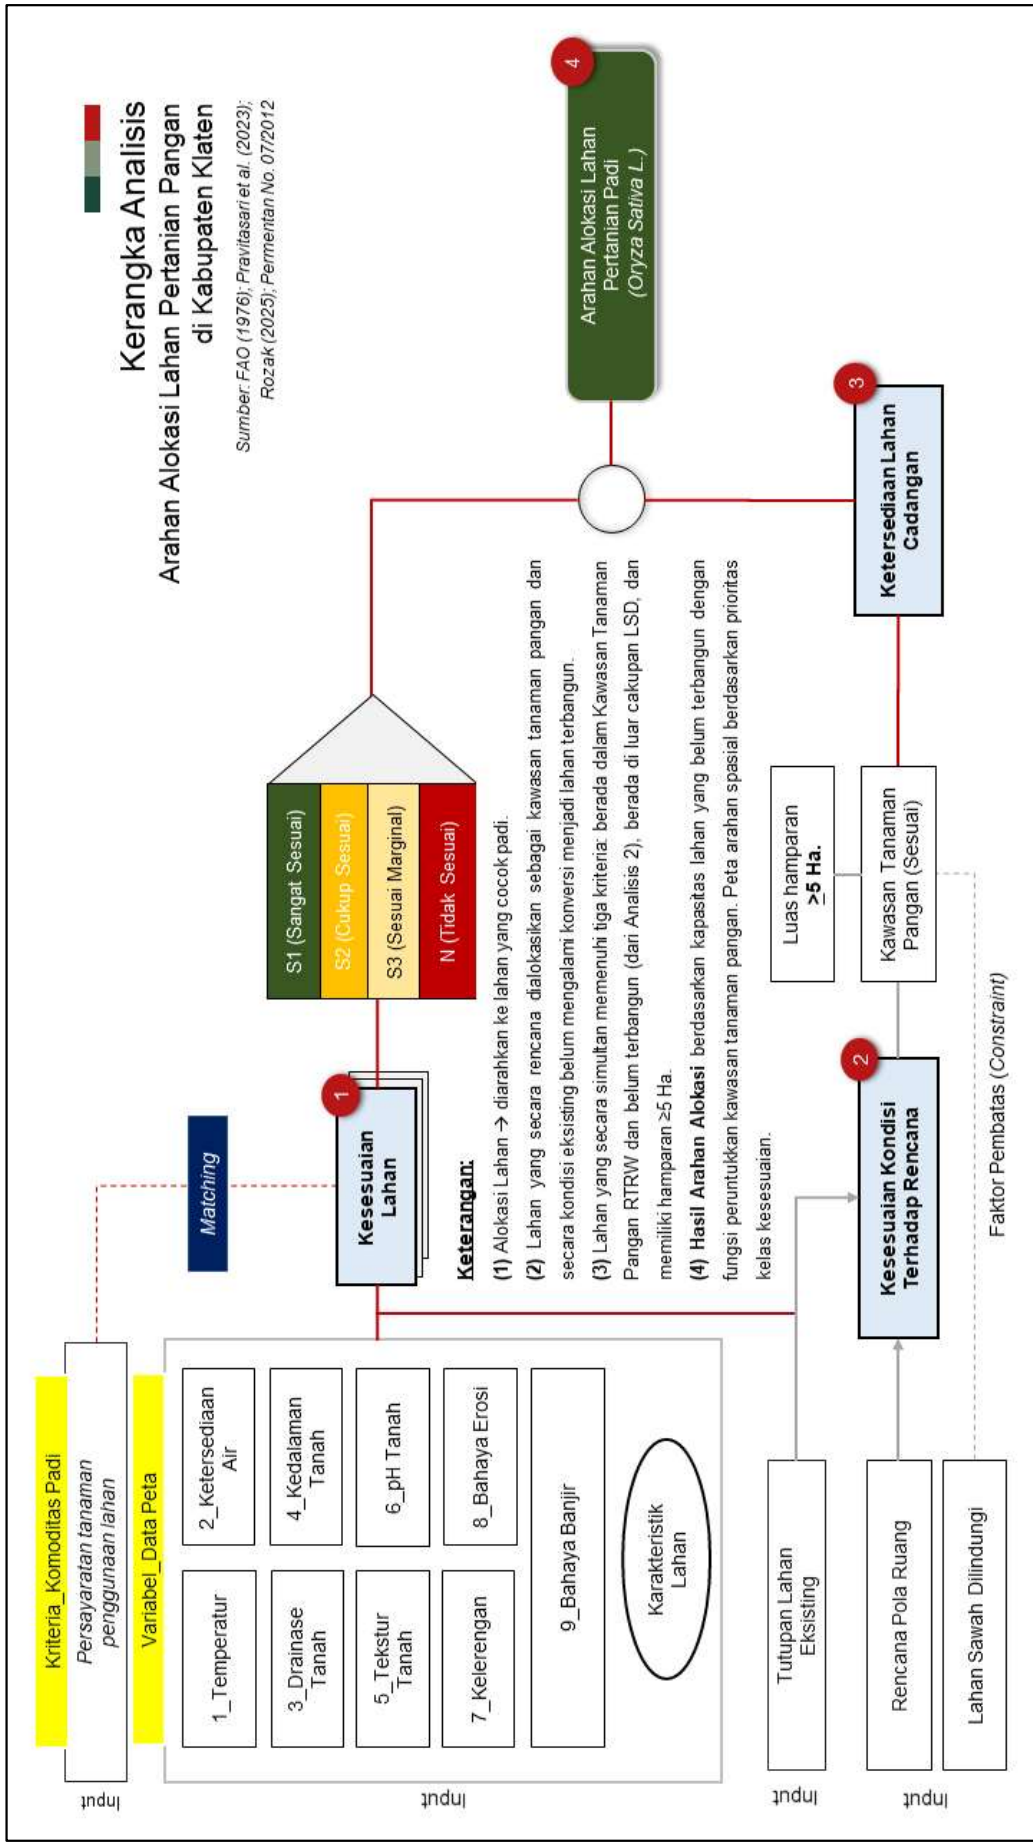 Kerangka Analisis
Arahan Alokasi Lahan Pertanian Pangan
di Kabupaten Klaten
Sumber: FAO (1976); Pravitasari et al. (2023);
Rozak (2025); Permentan No. 07/2012
Kriteria_Komoditas Padi
Persayaratan tanaman
penggunaan lahan
Input
Matching
Variabel_Data Peta
1_Temperatur
2_Ketersediaan
Air
3_Drainase
Tanah
4_Kedalaman
Tanah
5_Tekstur
Tanah
6_pH Tanah
7_Kelerengan
8_Bahaya Erosi
9_Bahaya Banjir
Karakteristik
Lahan
Input
1
Kesesuaian
Lahan
S1 (Sangat Sesuai)
S2 (Cukup Sesuai)
S3 (Sesuai Marginal)
N (Tidak Sesuai)
4
Arahan Alokasi Lahan
Pertanian Padi
(Oryza Sativa L.)
Keterangan:
(1) Alokasi Lahan → diarahkan ke lahan yang cocok padi.
(2) Lahan yang secara rencana dialokasikan sebagai kawasan tanaman pangan dan
secara kondisi eksisting belum mengalami konversi menjadi lahan terbangun.
(3) Lahan yang secara simultan memenuhi tiga kriteria: berada dalam Kawasan Tanaman
Pangan RTRW dan belum terbangun (dari Analisis 2), berada di luar cakupan LSD, dan
memiliki hamparan ≥5 Ha.
(4) Hasil Arahan Alokasi berdasarkan kapasitas lahan yang belum terbangun dengan
fungsi peruntukkan kawasan tanaman pangan. Peta arahan spasial berdasarkan prioritas
kelas kesesuaian.
Input
Tutupan Lahan
Eksisting
Rencana Pola Ruang
Lahan Sawah Dilindungi
Input
2
Kesesuaian Kondisi
Terhadap Rencana
Luas hamparan
≥5 Ha.
Kawasan Tanaman
Pangan (Sesuai)
3
Ketersediaan Lahan
Cadangan
Faktor Pembatas (Constraint)